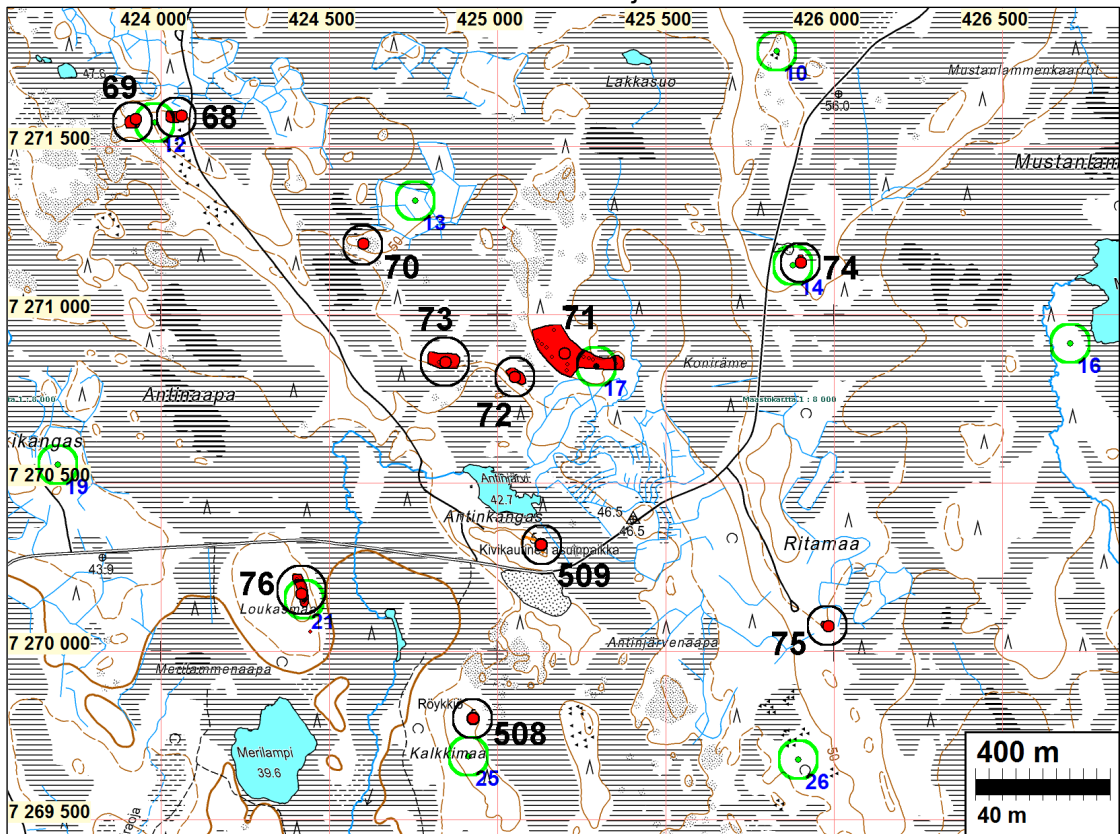 424 000
424 500
425 000
425 500
426 000
426 500
47.8
Lakkasuo
10
Mustanlammenkaarrot
56.0
69
68
12
7 271 500
Mustanlam
13
50
70
74
14
7 271 000
73
71
Koniräme
16
17
72
Antinaapa
Maastokartta 1 : 8 000
ikangas
7 270 500
19
Antinjärvi
42.7
Antinkangas
46.5
46.5
Kivikautinen asuinpaikka
Ritamaa
43.9
509
76
Loukasmaa
21
7 270 000
75
Antinjärvenaapa
Merilammenaapa
Röykkiö
508
Kalkkimaa
Merilampi
39.6
25
50
26
400 m
40 m
7 269 500